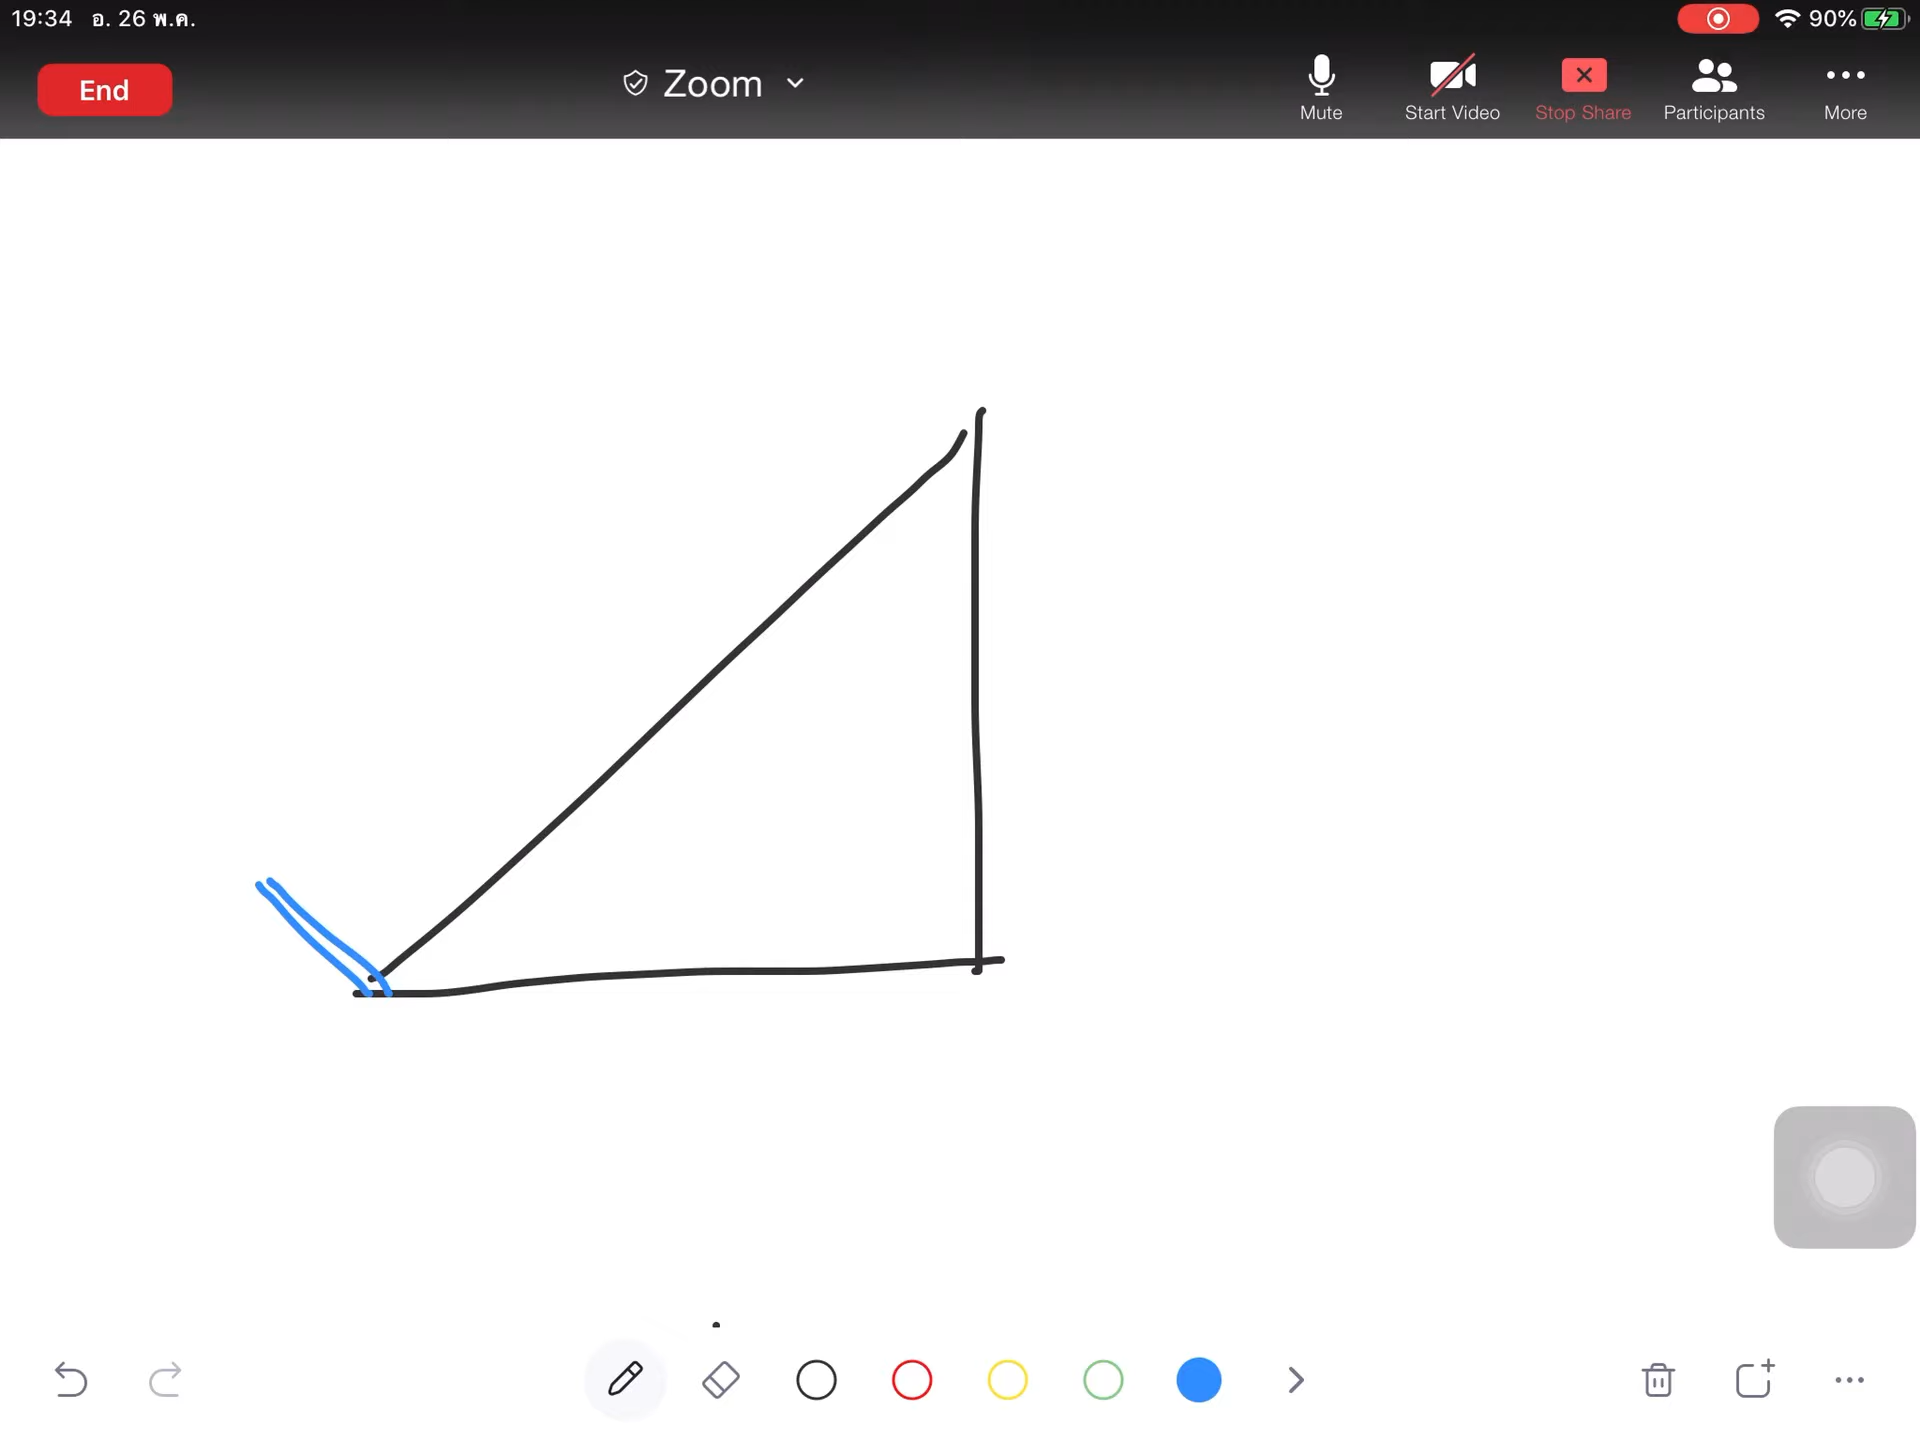 19:34 อ. 26 พ.ค. 90%
End Zoom
Mute Start Video Stop Share Participants More